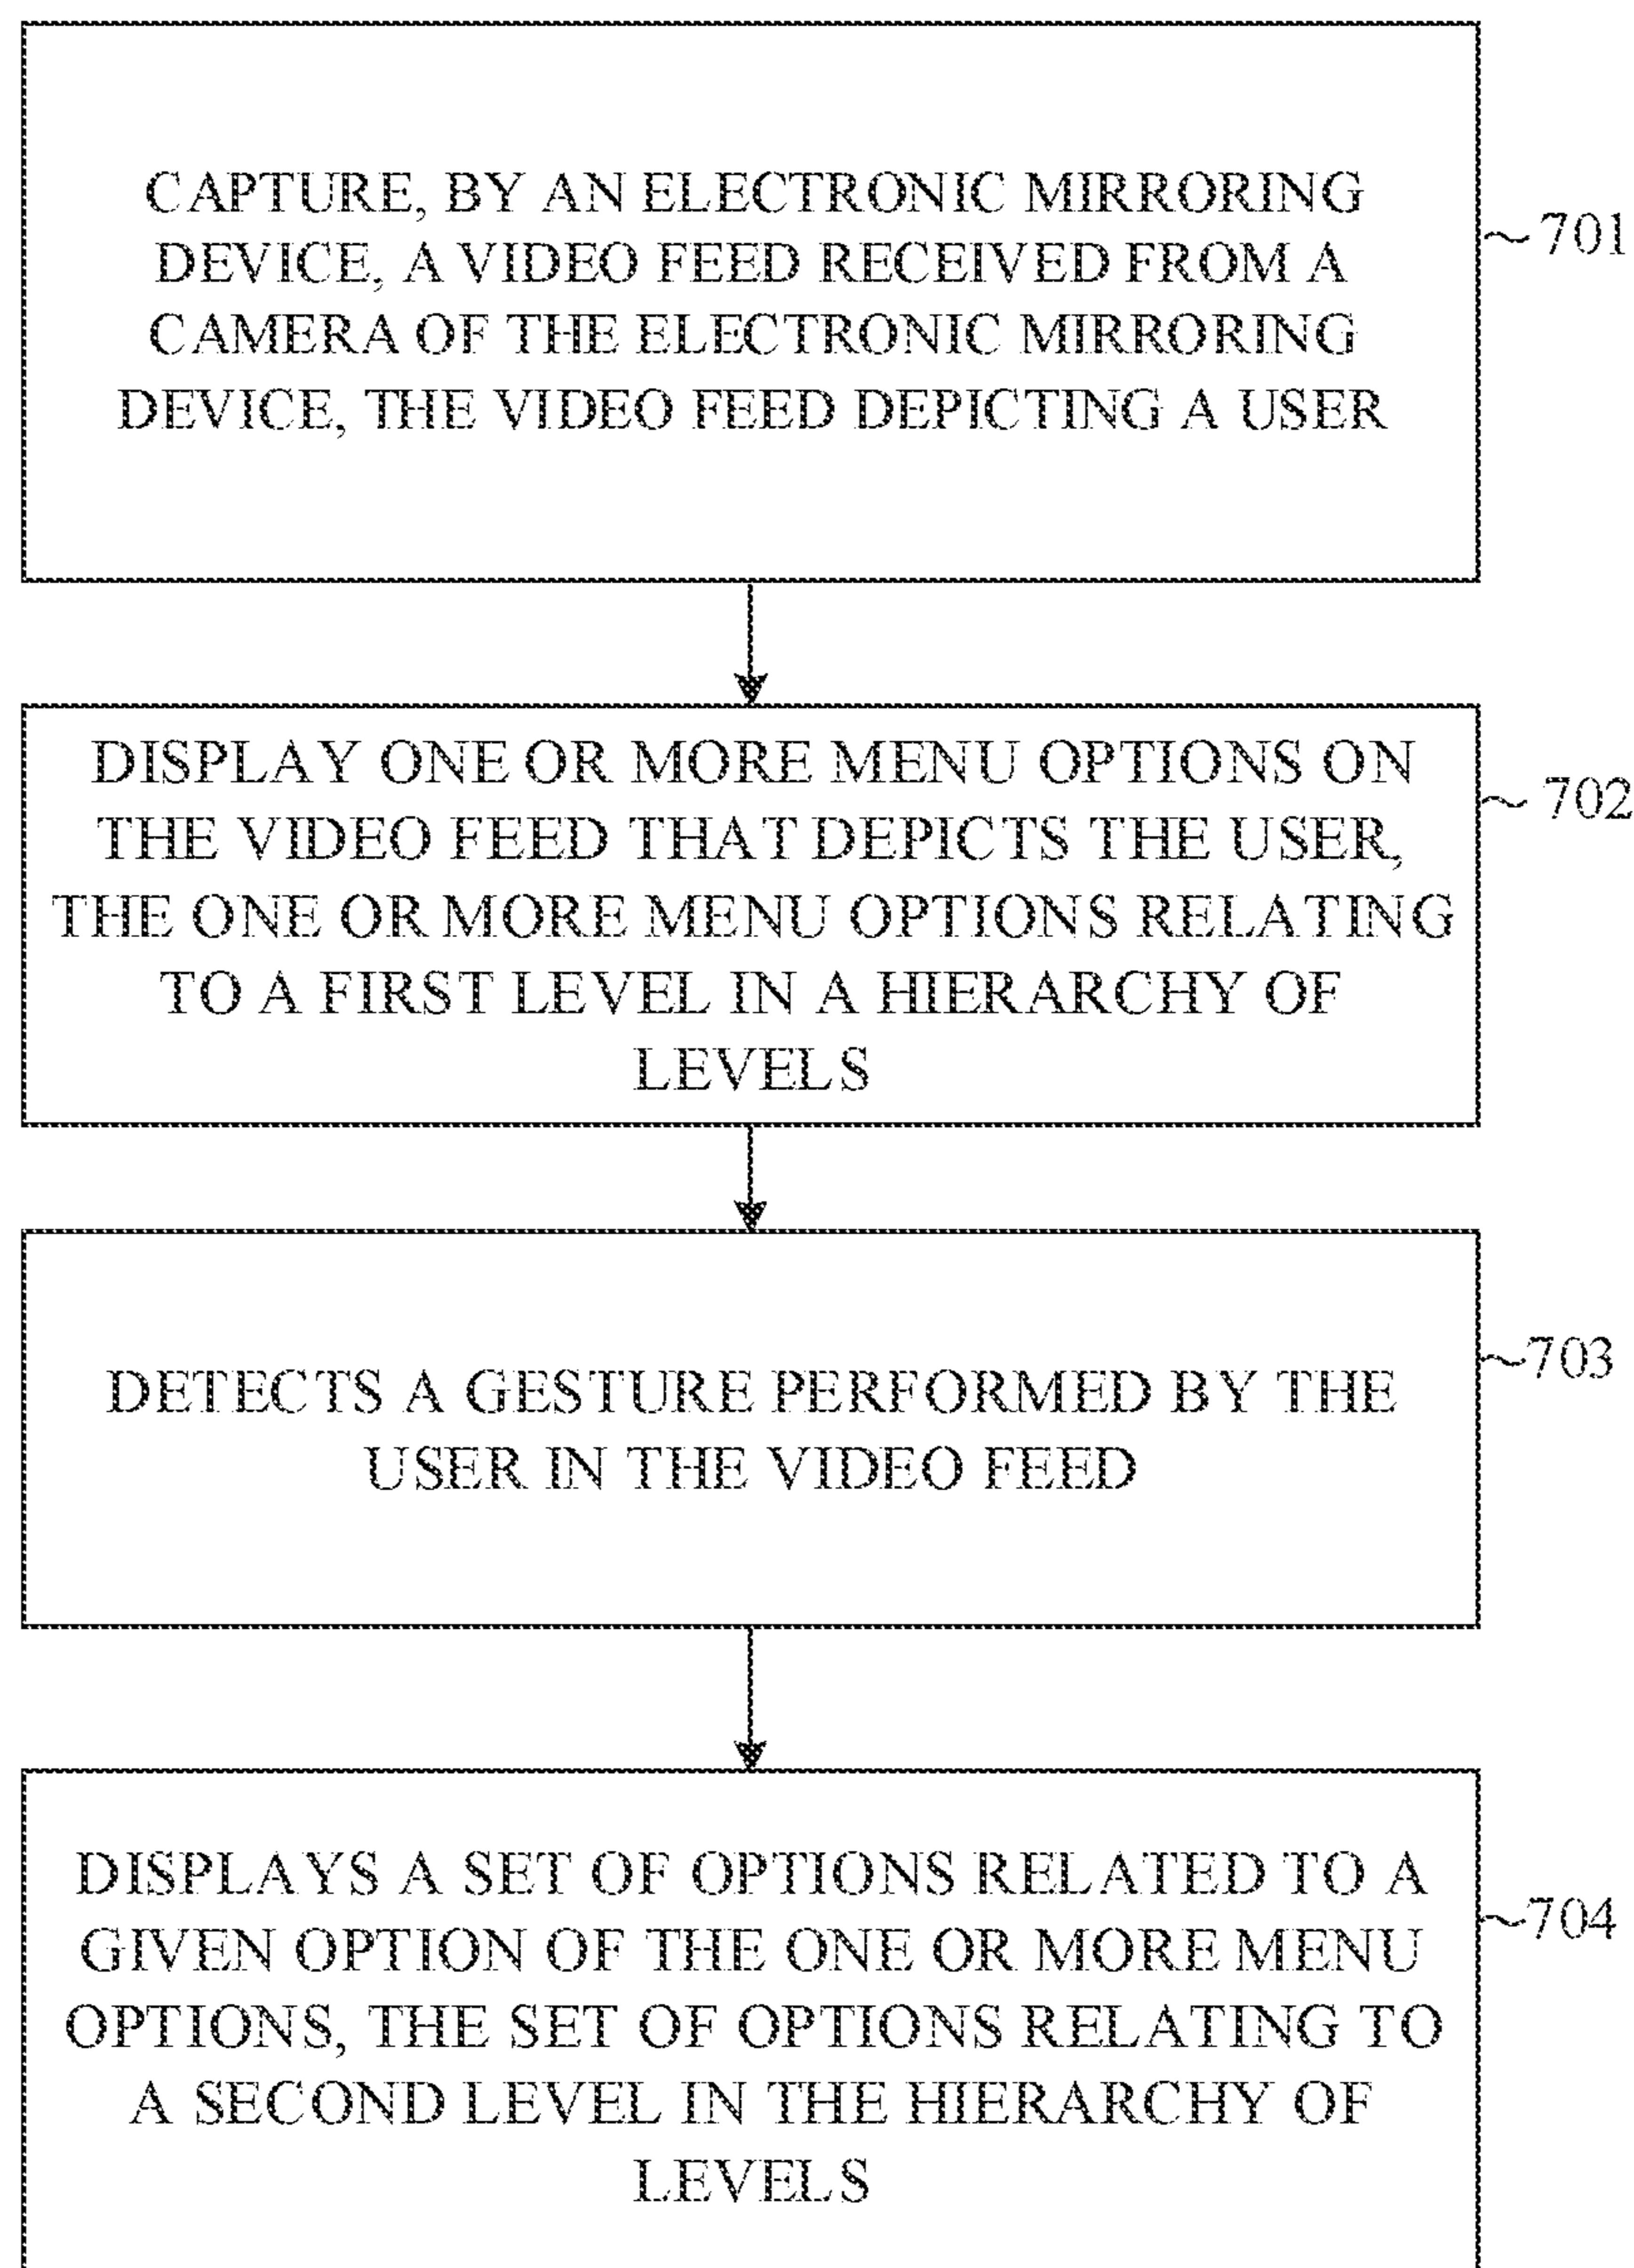 CAPTURE, BY AN ELECTRONIC MIRRORING
DEVICE, A VIDEO FEED RECEIVED FROM A
CAMERA OF THE ELECTRONIC MIRRORING
DEVICE, THE VIDEO FEED DEPICTING A USER
701
DISPLAY ONE OR MORE MENU OPTIONS ON
THE VIDEO FEED THAT DEPICTS THE USER,
THE ONE OR MORE MENU OPTIONS RELATING
TO A FIRST LEVEL IN A HIERARCHY OF
LEVELS
702
DETECTS A GESTURE PERFORMED BY THE
USER IN THE VIDEO FEED
703
DISPLAYS A SET OF OPTIONS RELATED TO A
GIVEN OPTION OF THE ONE OR MORE MENU
OPTIONS, THE SET OF OPTIONS RELATING TO
A SECOND LEVEL IN THE HIERARCHY OF
LEVELS
704